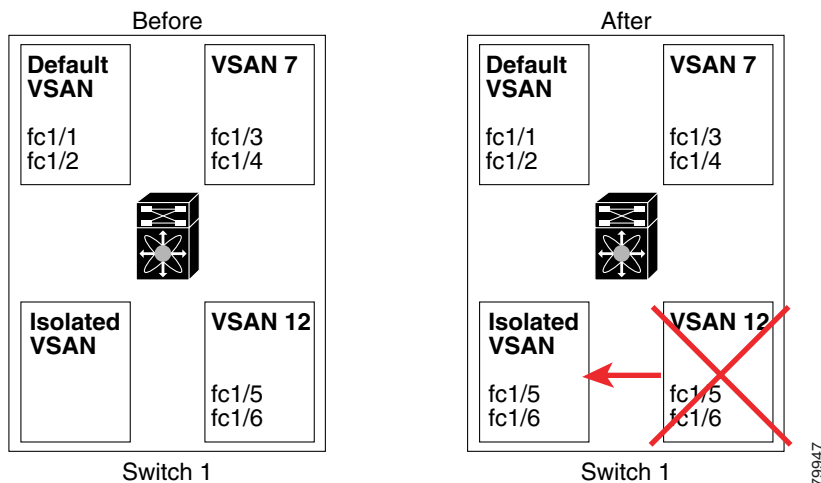 Before
Default
VSAN
fc1/1
fc1/2
VSAN 7
fc1/3
fc1/4
Isolated
VSAN
VSAN 12
fc1/5
fc1/6
Switch 1
After
Default
VSAN
fc1/1
fc1/2
VSAN 7
fc1/3
fc1/4
Isolated
VSAN
fc1/5
fc1/6
VSAN 12
fc1/5
fc1/6
Switch 1
79947